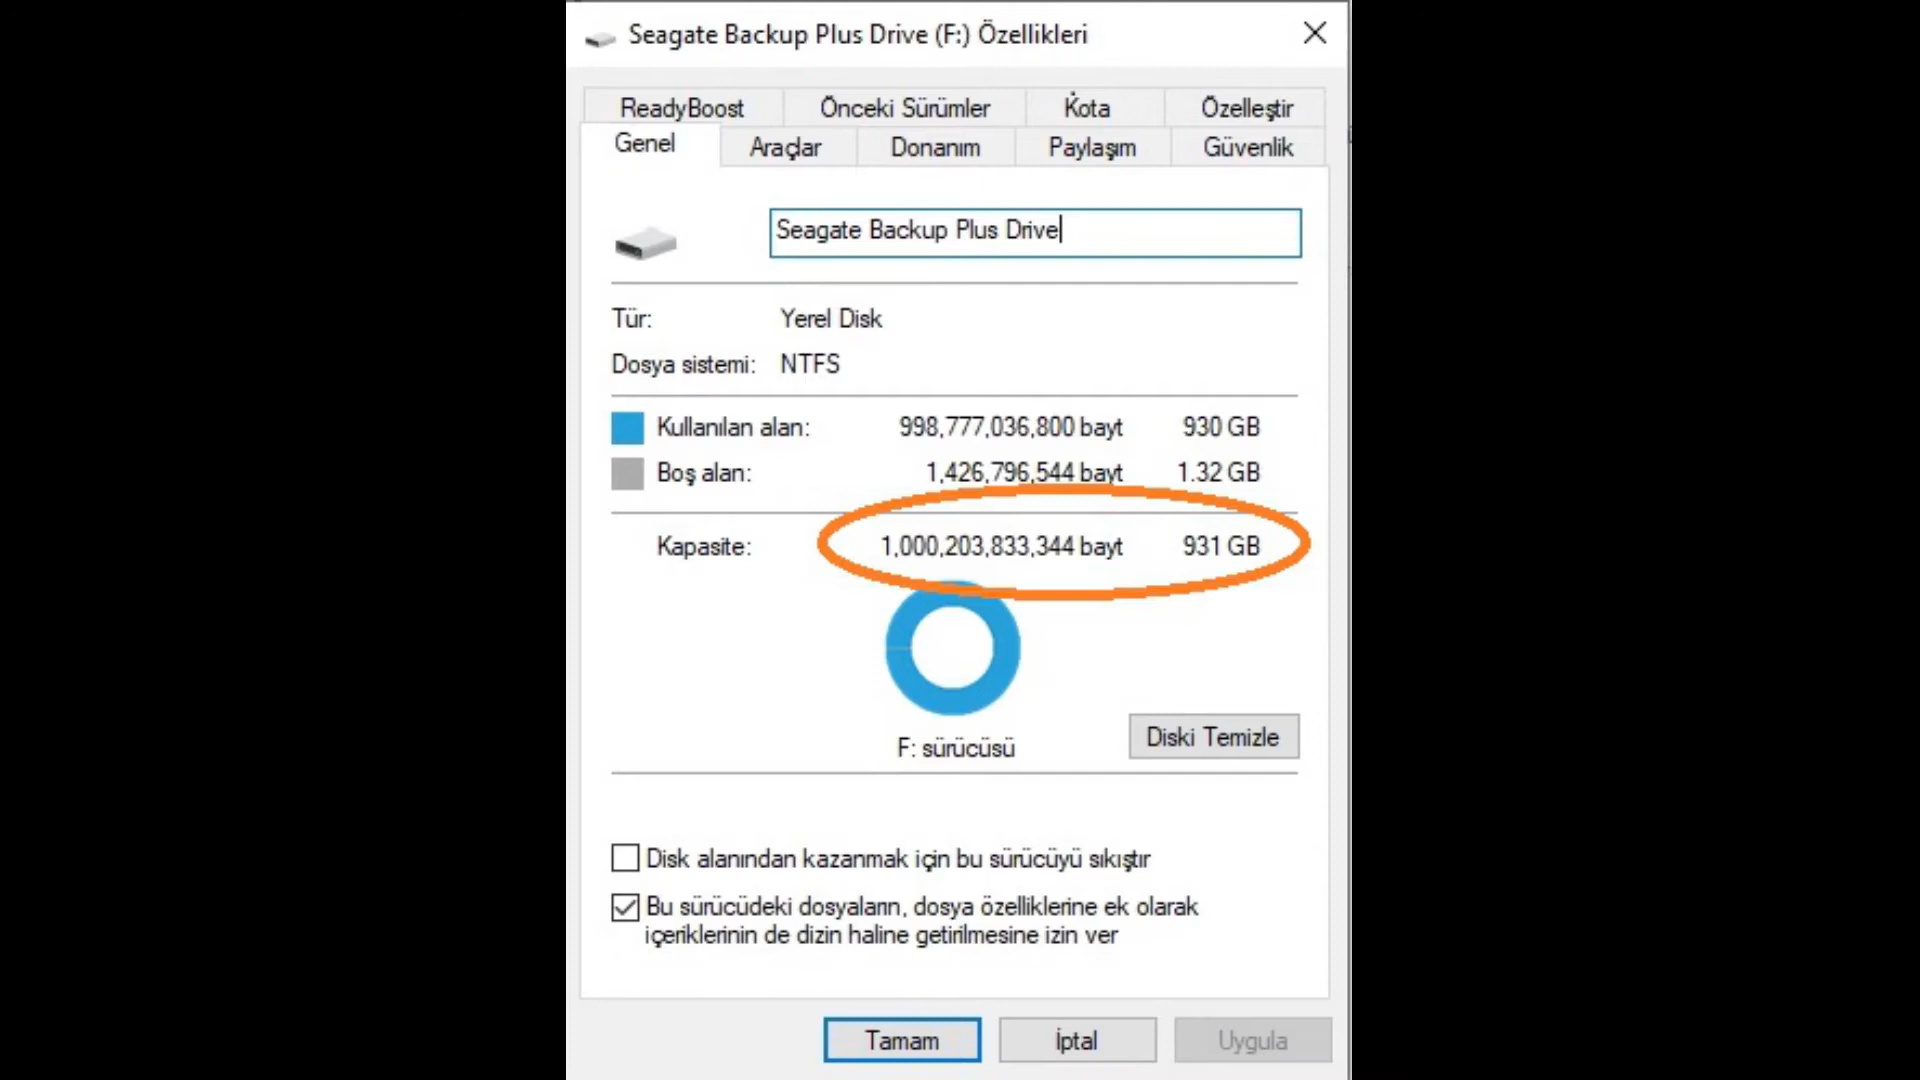 Seagate Backup Plus Drive (F:) Özellikleri
ReadyBoost Önceki Sürümler Kota Özelleştir
Genel Araçlar Donanım Paylaşım Güvenlik
Seagate Backup Plus Drive
Tür: Yerel Disk
Dosya sistemi: NTFS
Kullanılan alan: 998,777,036,800 bayt 930 GB
Boş alan: 1,426,796,544 bayt 1.32 GB
Kapasite: 1,000,203,833,344 bayt 931 GB
F: sürücüsü
Diski Temizle
Disk alanından kazanmak için bu sürücüyü sıkıştır
Bu sürücüdeki dosyaların, dosya özelliklerine ek olarak
içeriklerinin de dizin haline getirilmesine izin ver
Tamam İptal Uygula